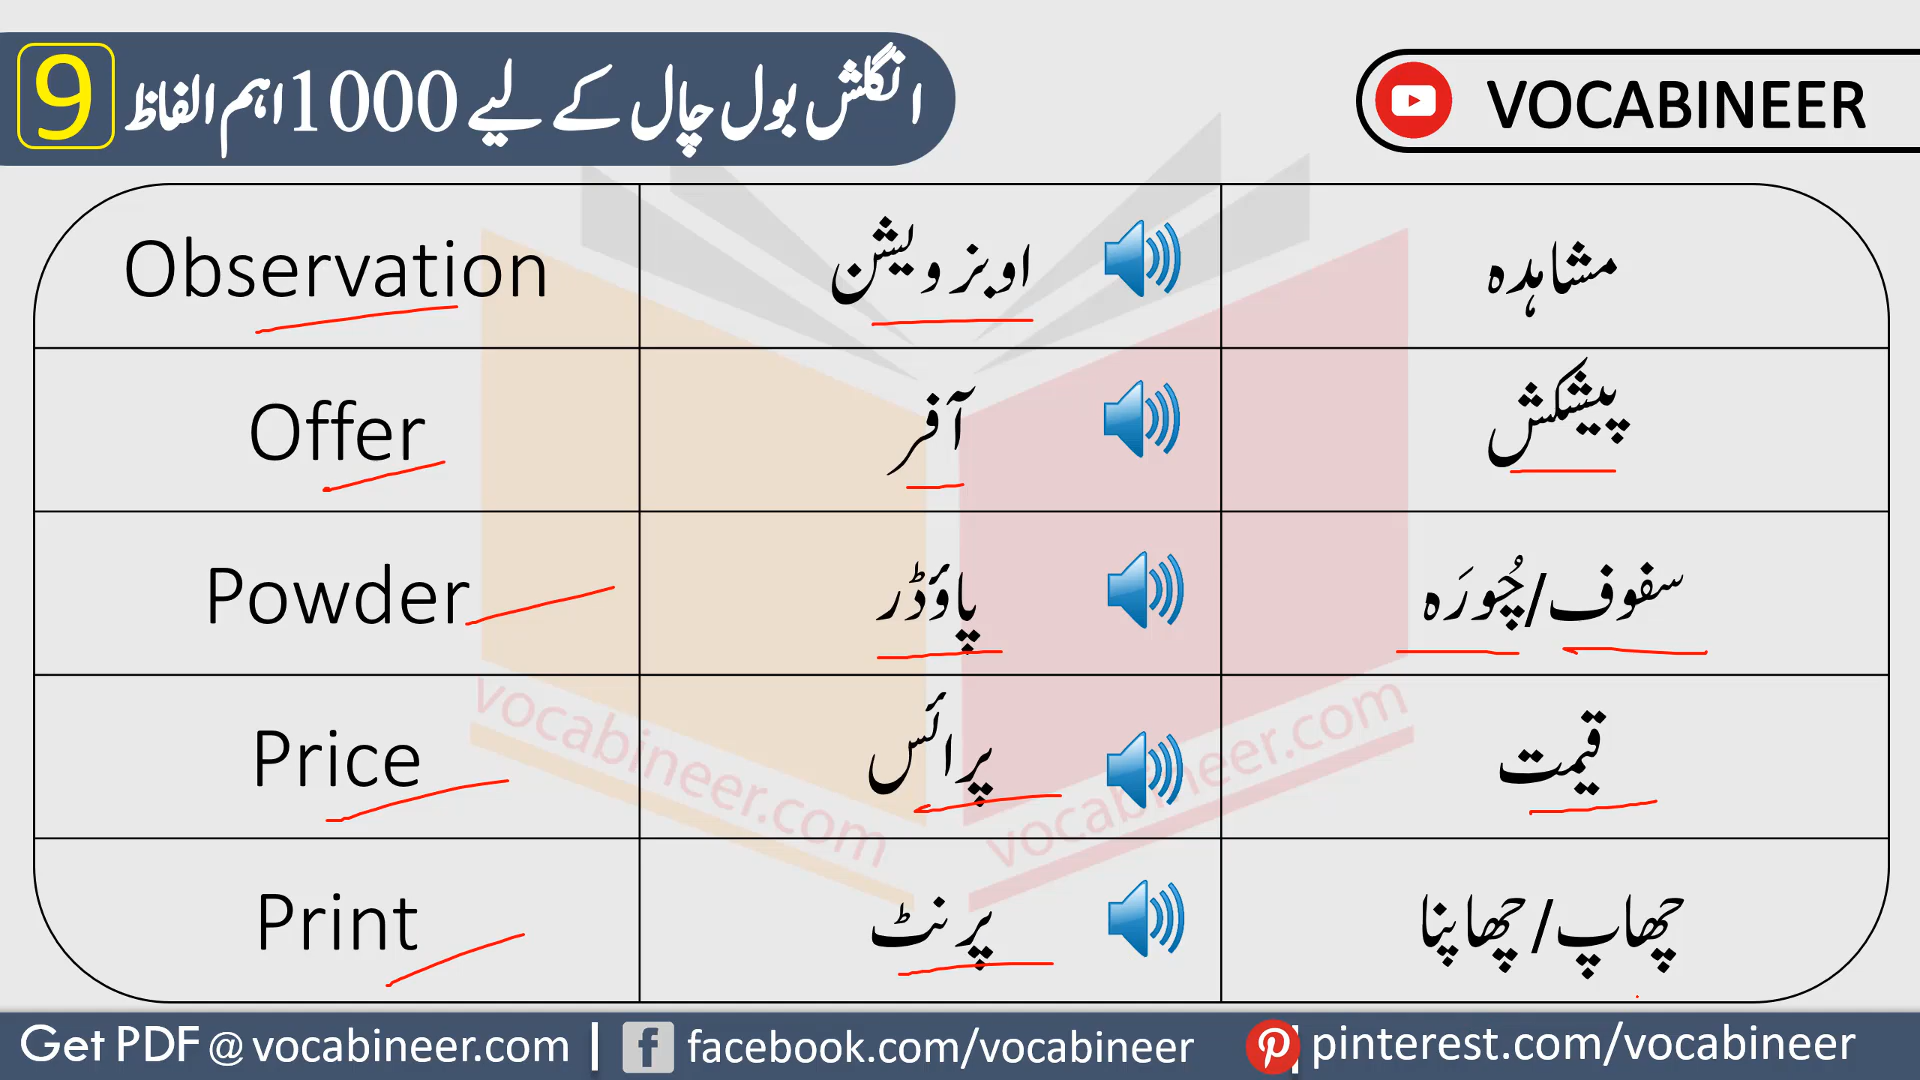 9 انگلش بول چال کے لیے 1000 اہم الفاظ
VOCABINEER
Observation اوبزرویشن مشاہدہ
Offer آفر پیشکش
Powder پاؤڈر سفوف/چُورَہ
Price پرائس قیمت
Print پرنٹ چھاپ/چھاپنا
vocabineer.com vocabineer.com
Get PDF @ vocabineer.com | facebook.com/vocabineer | pinterest.com/vocabineer